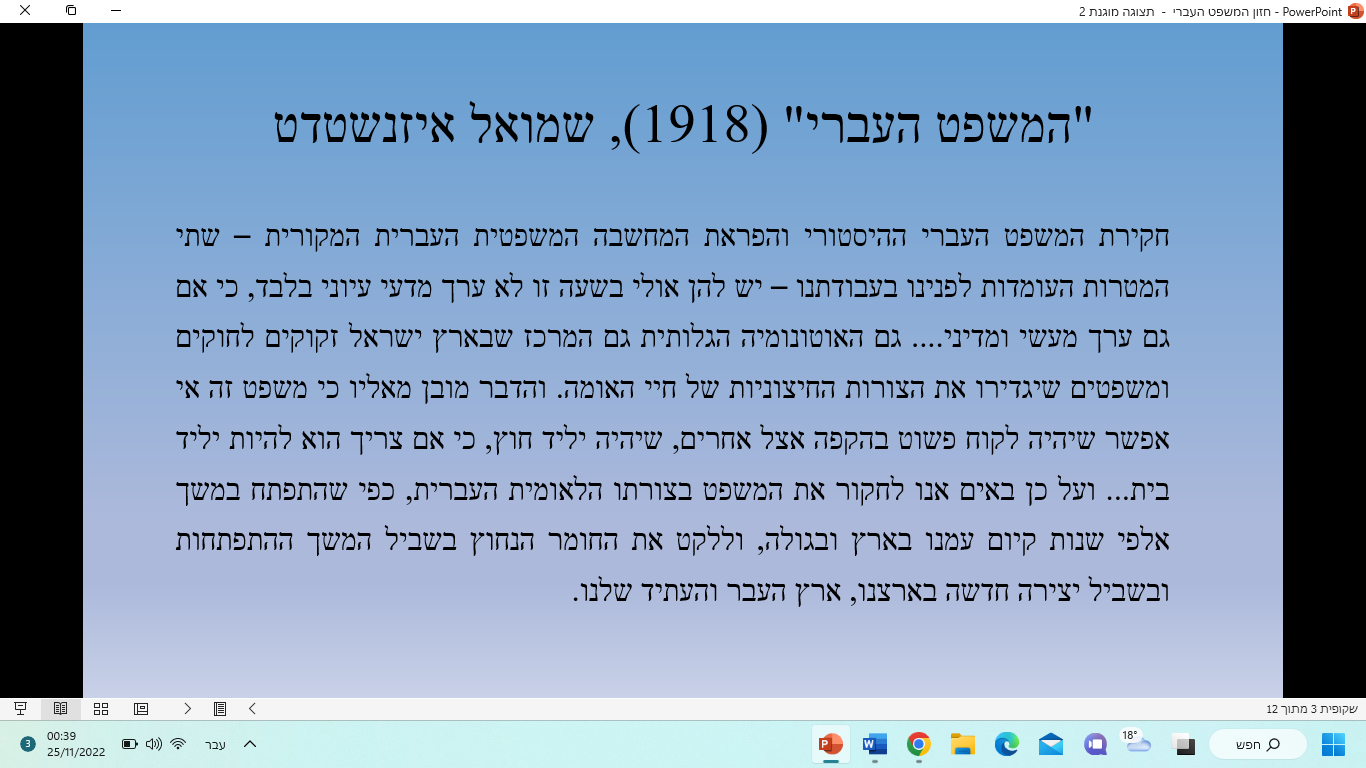 PowerPoint - חזון המשפט העברי - תצוגה מוגנת 2
"המשפט העברי" (1918), שמואל איזנשטדט
חקירת המשפט העברי ההיסטורי והפראת המחשבה המשפטית העברית המקורית – שתי
המטרות העומדות לפנינו בעבודתנו – יש להן אולי בשעה זו לא ערך מדעי עיוני בלבד, כי אם
גם ערך מעשי ומדיני.... גם האוטונומיה הגלותית גם המרכז שבארץ ישראל זקוקים לחוקים
ומשפטים שיגדירו את הצורות החיצוניות של חיי האומה. והדבר מובן מאליו כי משפט זה אי
אפשר שיהיה לקוח פשוט בהקפה אצל אחרים, שיהיה יליד חוץ, כי אם צריך הוא להיות יליד
בית... ועל כן באים אנו לחקור את המשפט בצורתו הלאומית העברית, כפי שהתפתח במשך
אלפי שנות קיום עמנו בארץ ובגולה, וללקט את החומר הנחוץ בשביל המשך ההתפתחות
ובשביל יצירה חדשה בארצנו, ארץ העבר והעתיד שלנו.
שקופית 3 מתוך 12
חפש
18°
עבר
00:39
25/11/2022
3